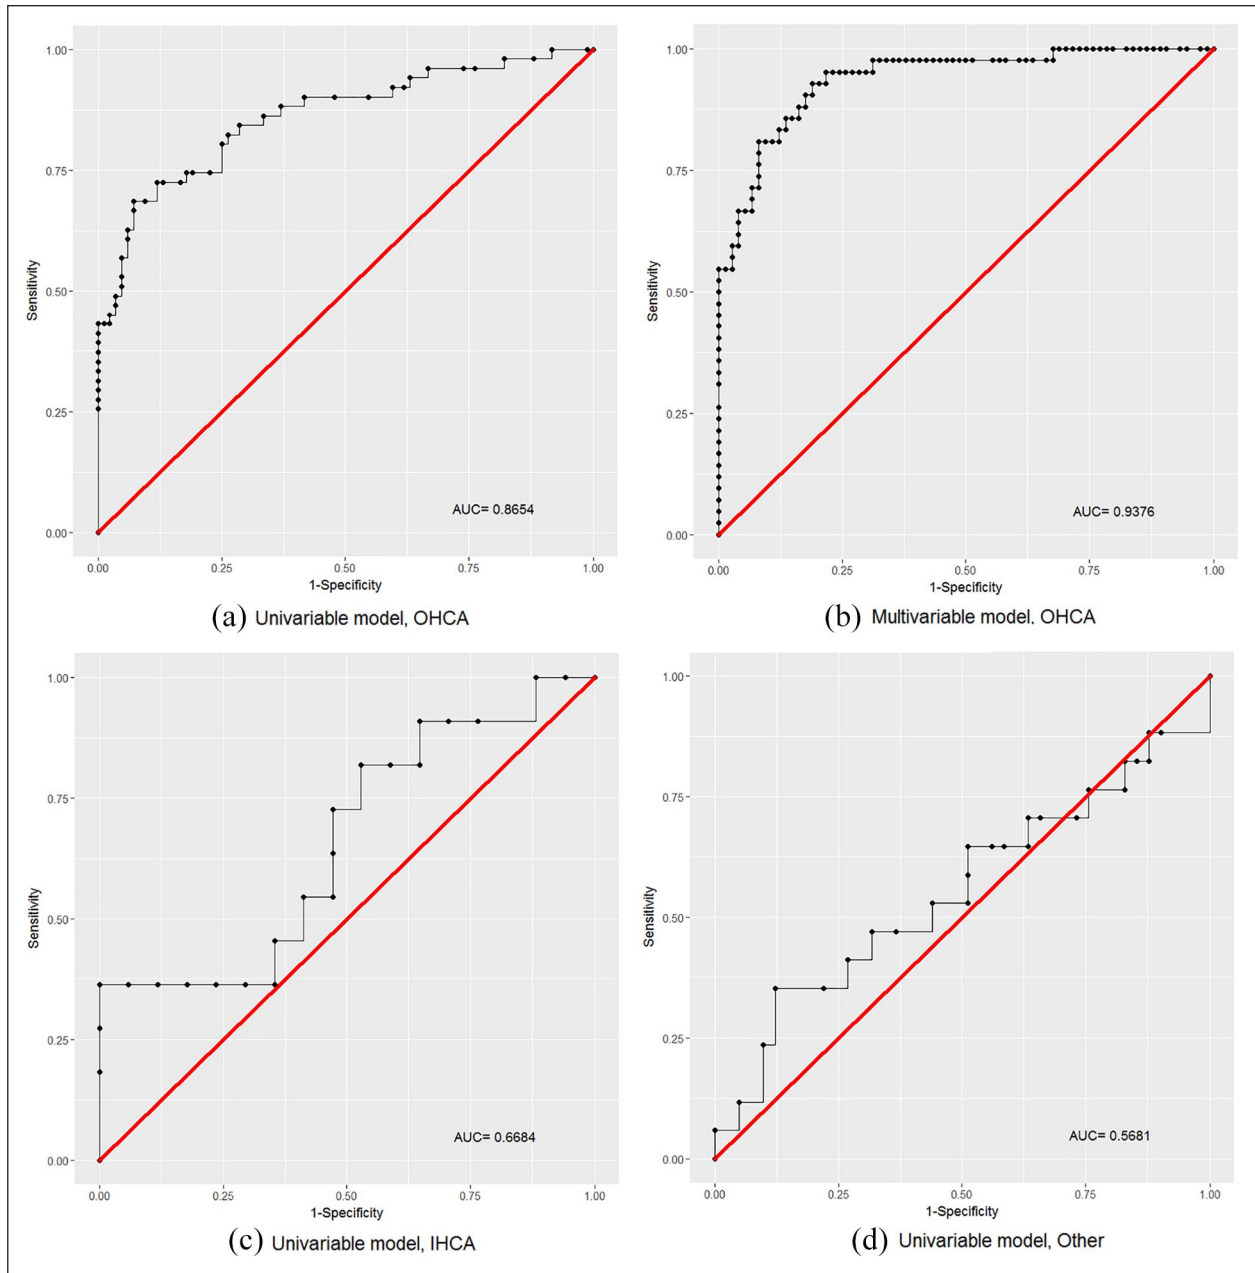 1.00
0.75
0.50
0.25
0.00
Sensitivity
AUC= 0.8654
0.00 0.25 0.50 0.75 1.00
1-Specificity
(a) Univariable model, OHCA
1.00
0.75
0.50
0.25
0.00
Sensitivity
AUC= 0.9376
0.00 0.25 0.50 0.75 1.00
1-Specificity
(b) Multivariable model. OHCA
1.00
0.75
0.50
0.25
0.00
Sensitivity
AUC= 0.6684
0.00 0.25 0.50 0.75 1.00
1-Specificity
(c) Univariable model, IHCA
1.00
0.75
0.50
0.25
0.00
Sensitivity
AUC= 0.5681
0.00 0.25 0.50 0.75 1.00
1-Specificity
(d) Univariable model, Other